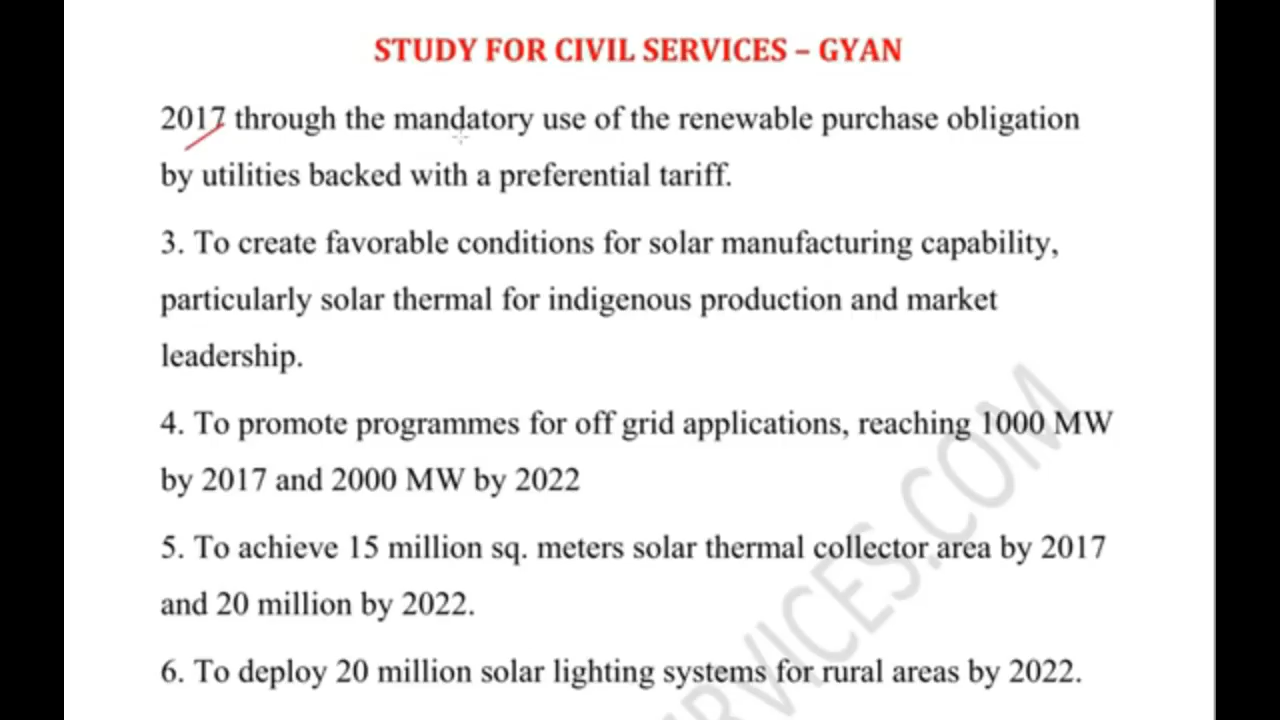 STUDY FOR CIVIL SERVICES – GYAN
2017 through the mandatory use of the renewable purchase obligation
by utilities backed with a preferential tariff.
3. To create favorable conditions for solar manufacturing capability,
particularly solar thermal for indigenous production and market
leadership.
4. To promote programmes for off grid applications, reaching 1000 MW
by 2017 and 2000 MW by 2022
5. To achieve 15 million sq. meters solar thermal collector area by 2017
and 20 million by 2022.
6. To deploy 20 million solar lighting systems for rural areas by 2022.
RVICES.COM